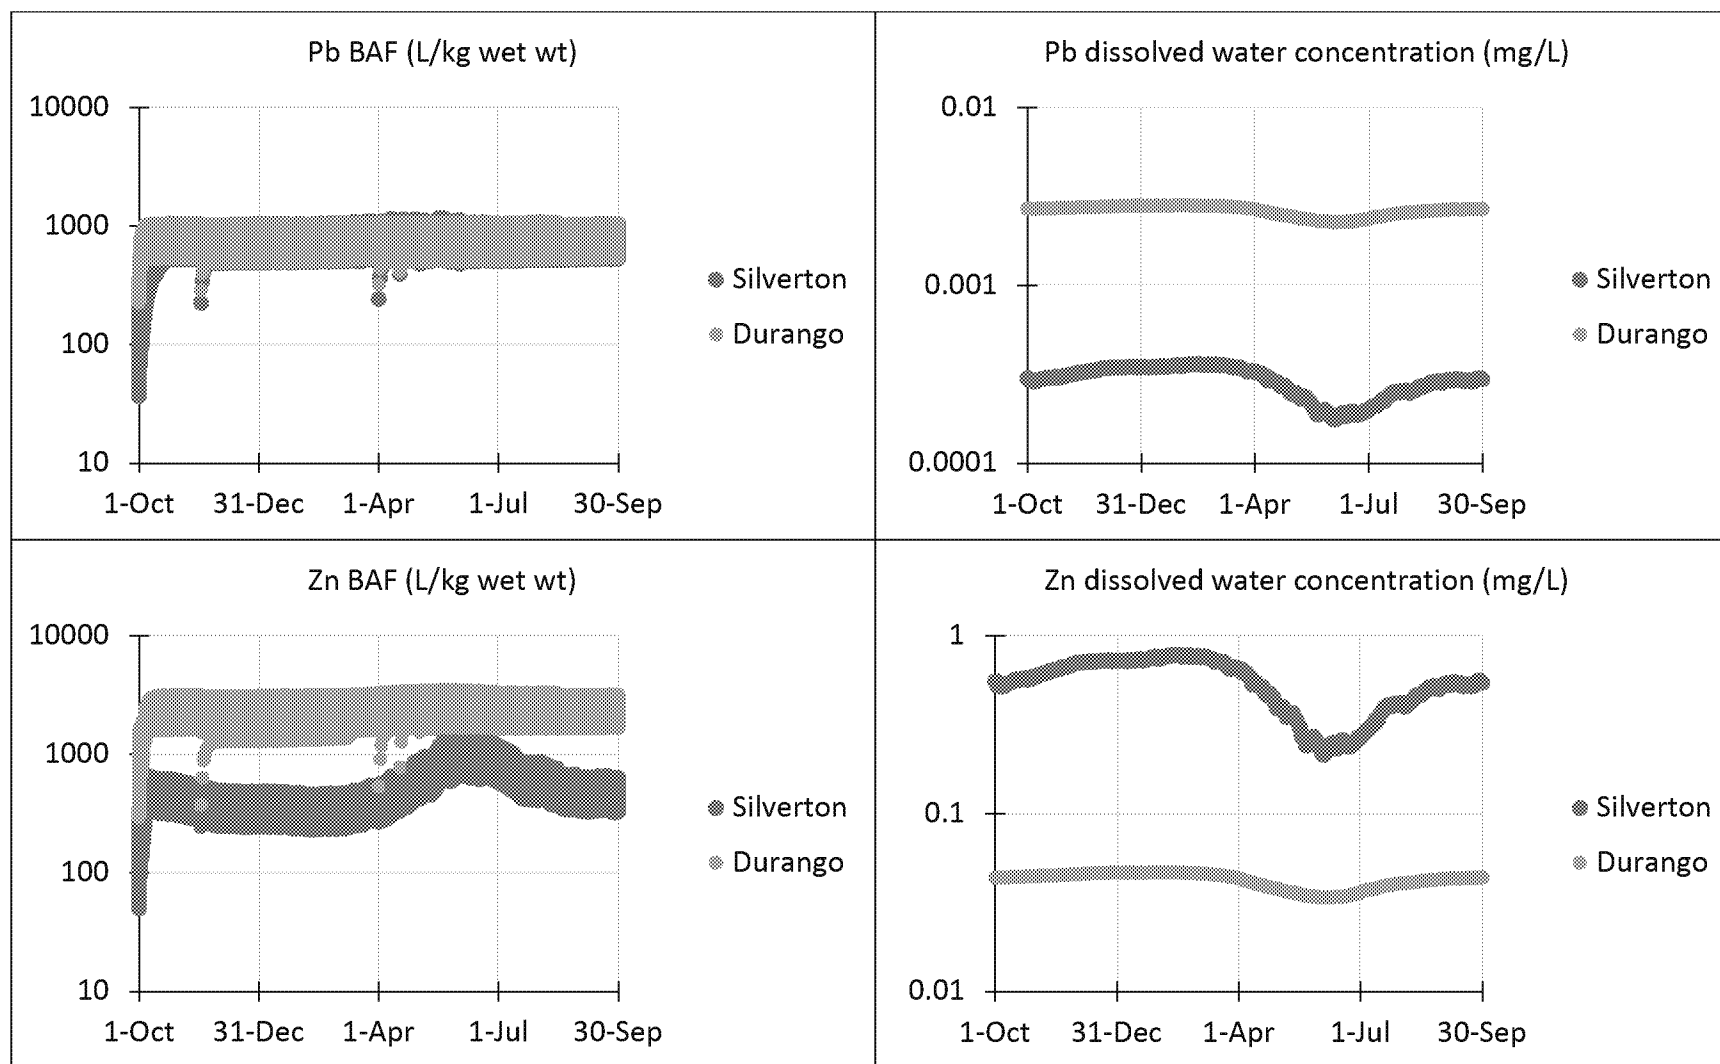 Pb BAF (L/kg wet wt)
10000
1000
100
10
1-Oct 31-Dec 1-Apr 1-Jul 30-Sep
Silverton
Durango
Pb dissolved water concentration (mg/L)
0.01
0.001
0.0001
1-Oct 31-Dec 1-Apr 1-Jul 30-Sep
Silverton
Durango
Zn BAF (L/kg wet wt)
10000
1000
100
10
1-Oct 31-Dec 1-Apr 1-Jul 30-Sep
Silverton
Durango
Zn dissolved water concentration (mg/L)
1
0.1
0.01
1-Oct 31-Dec 1-Apr 1-Jul 30-Sep
Silverton
Durango